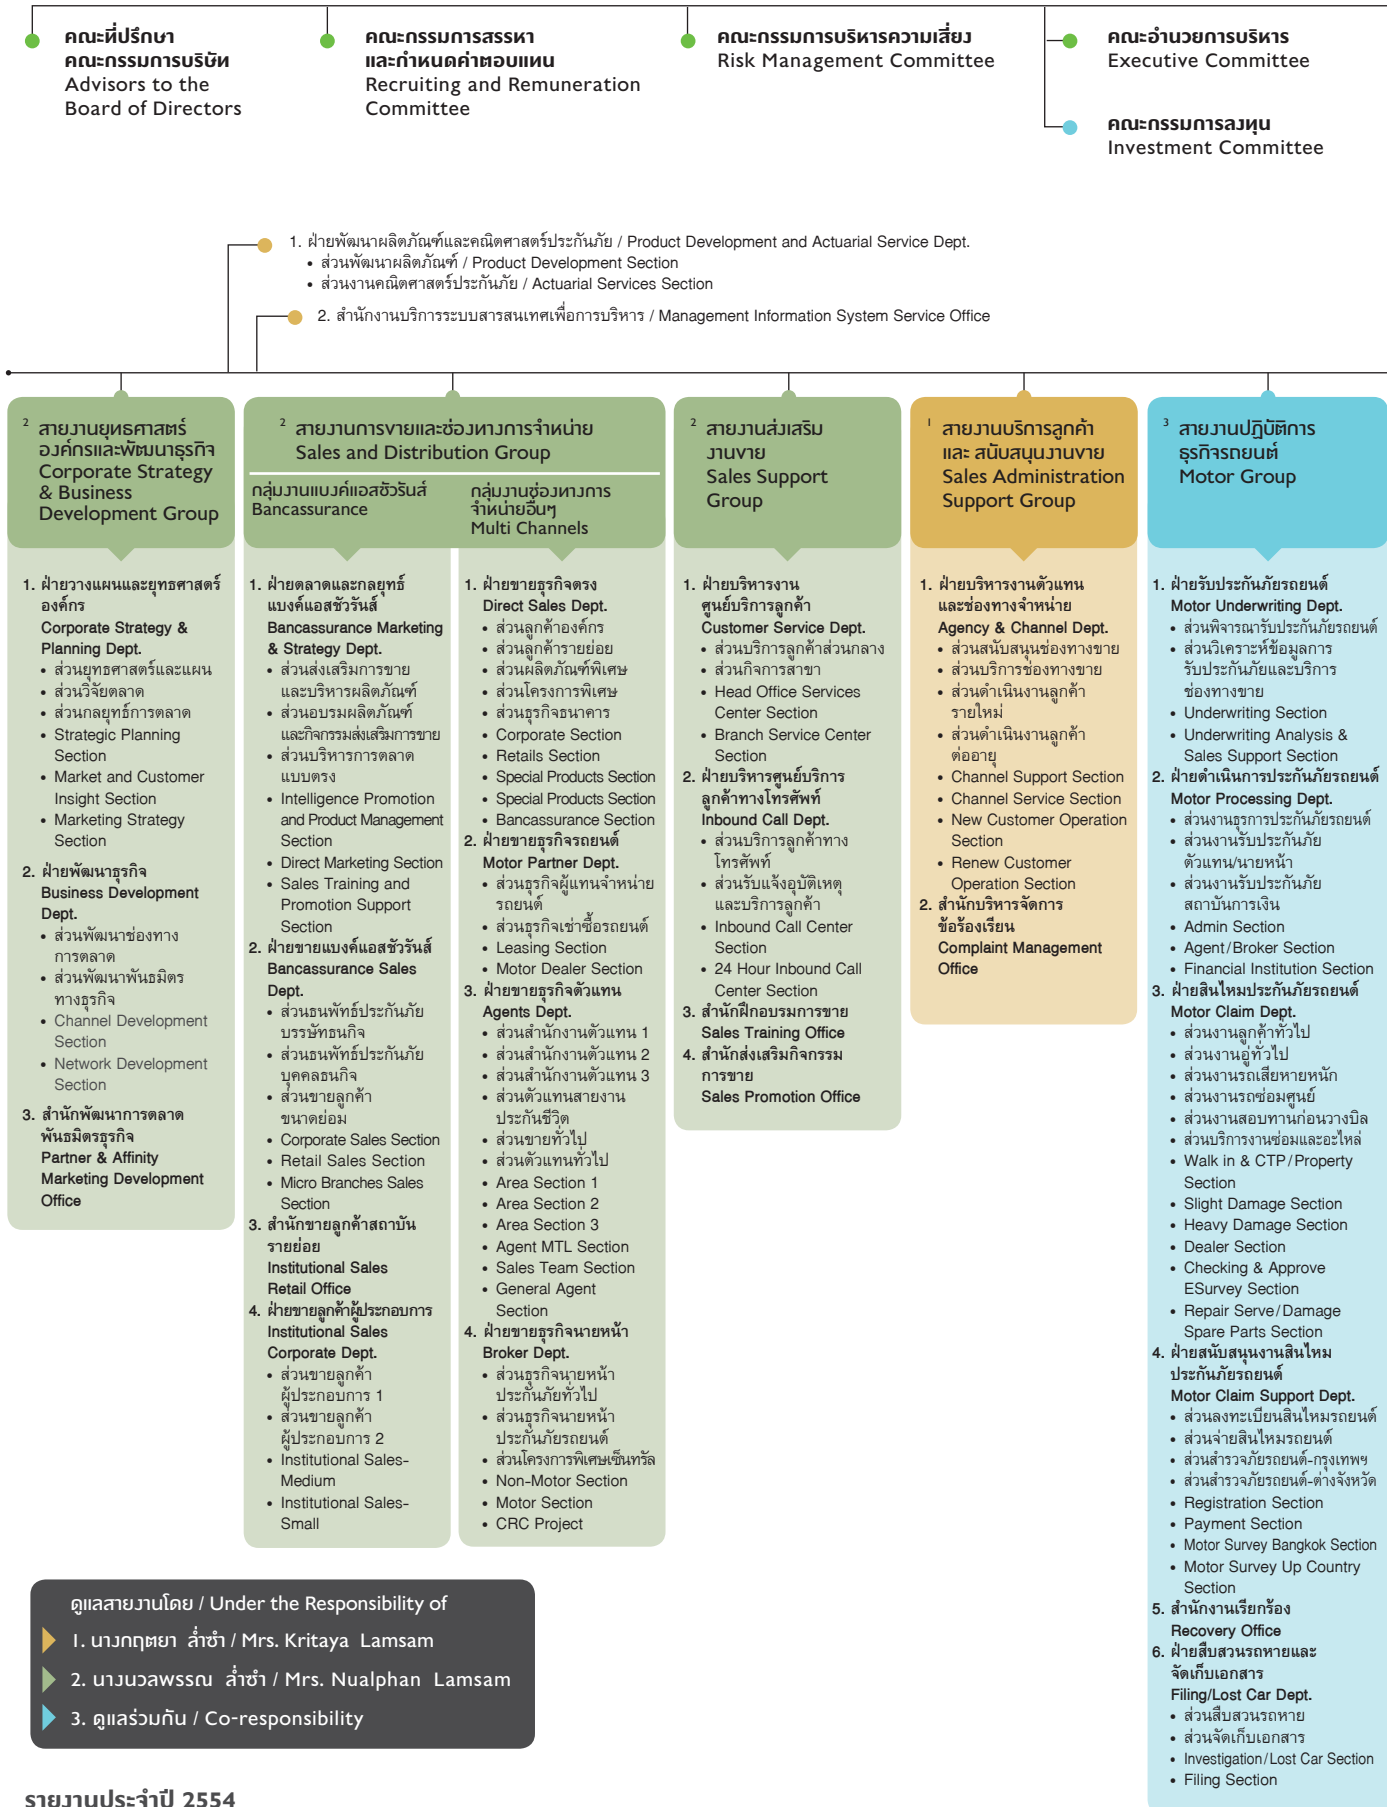 คณะที่ปรึกษา
คณะกรรมการบริษัท
Advisors to the
Board of Directors
คณะกรรมการสรรหา
และกำหนดค่าตอบแทน
Recruiting and Remuneration
Committee
คณะกรรมการบริหารความเสี่ยง
Risk Management Committee
คณะอำนวยการบริหาร
Executive Committee
คณะกรรมการลงทุน
Investment Committee
1. ฝ่ายพัฒนาผลิตภัณฑ์และคณิตศาสตร์ประกันภัย / Product Development and Actuarial Service Dept.
• ส่วนพัฒนาผลิตภัณฑ์ / Product Development Section
• ส่วนงานคณิตศาสตร์ประกันภัย / Actuarial Services Section
2. สำนักงานบริการระบบสารสนเทศเพื่อการบริหาร / Management Information System Service Office
2 สายงานยุทธศาสตร์
องค์กรและพัฒนาธุรกิจ
Corporate Strategy
& Business
Development Group
1. ฝ่ายวางแผนและยุทธศาสตร์
องค์กร
Corporate Strategy &
Planning Dept.
• ส่วนยุทธศาสตร์และแผน
• ส่วนวิจัยตลาด
• ส่วนกลยุทธ์การตลาด
• Strategic Planning
Section
• Market and Customer
Insight Section
• Marketing Strategy
Section
2. ฝ่ายพัฒนาธุรกิจ
Business Development
Dept.
• ส่วนพัฒนาช่องทาง
การตลาด
• ส่วนพัฒนาพันธมิตร
ทางธุรกิจ
• Channel Development
Section
• Network Development
Section
3. สำนักพัฒนาการตลาด
พันธมิตรธุรกิจ
Partner & Affinity
Marketing Development
Office
2 สายงานการขายและช่องทางการจำหน่าย
Sales and Distribution Group
กลุ่มงานแบงค์แอสชัวรันส์
Bancassurance
1. ฝ่ายตลาดและกลยุทธ์
แบงค์แอสชัวรันส์
Bancassurance Marketing
& Strategy Dept.
• ส่วนส่งเสริมการขาย
และบริหารผลิตภัณฑ์
• ส่วนอบรมผลิตภัณฑ์
และกิจกรรมส่งเสริมการขาย
• ส่วนบริหารการตลาด
แบบตรง
• Intelligence Promotion
and Product Management
Section
• Direct Marketing Section
• Sales Training and
Promotion Support
Section
2. ฝ่ายขายแบงค์แอสชัวรันส์
Bancassurance Sales
Dept.
• ส่วนธนพัทธ์ประกันภัย
บรรษัทธนกิจ
• ส่วนธนพัทธ์ประกันภัย
บุคคลธนกิจ
• ส่วนขายลูกค้า
ขนาดย่อม
• Corporate Sales Section
• Retail Sales Section
• Micro Branches Sales
Section
3. สำนักขายลูกค้าสถาบัน
รายย่อย
Institutional Sales
Retail Office
4. ฝ่ายขายลูกค้าผู้ประกอบการ
Institutional Sales
Corporate Dept.
• ส่วนขายลูกค้า
ผู้ประกอบการ 1
• ส่วนขายลูกค้า
ผู้ประกอบการ 2
• Institutional Sales-
Medium
• Institutional Sales-
Small
กลุ่มงานช่องทางการ
จำหน่ายอื่นๆ
Multi Channels
1. ฝ่ายขายธุรกิจตรง
Direct Sales Dept.
• ส่วนลูกค้าองค์กร
• ส่วนลูกค้ารายย่อย
• ส่วนผลิตภัณฑ์พิเศษ
• ส่วนโครงการพิเศษ
• ส่วนธุรกิจธนาคาร
• Corporate Section
• Retails Section
• Special Products Section
• Special Products Section
• Bancassurance Section
2. ฝ่ายขายธุรกิจรถยนต์
Motor Partner Dept.
• ส่วนธุรกิจผู้แทนจำหน่าย
รถยนต์
• ส่วนธุรกิจเช่าซื้อรถยนต์
• Leasing Section
• Motor Dealer Section
3. ฝ่ายขายธุรกิจตัวแทน
Agents Dept.
• ส่วนสำนักงานตัวแทน 1
• ส่วนสำนักงานตัวแทน 2
• ส่วนสำนักงานตัวแทน 3
• ส่วนตัวแทนสายงาน
ประกันชีวิต
• ส่วนขายทั่วไป
• ส่วนตัวแทนทั่วไป
• Area Section 1
• Area Section 2
• Area Section 3
• Agent MTL Section
• Sales Team Section
• General Agent
Section
4. ฝ่ายขายธุรกิจนายหน้า
Broker Dept.
• ส่วนธุรกิจนายหน้า
ประกันภัยทั่วไป
• ส่วนธุรกิจนายหน้า
ประกันภัยรถยนต์
• ส่วนโครงการพิเศษเซ็นทรัล
• Non-Motor Section
• Motor Section
• CRC Project
2 สายงานส่งเสริม
งานขาย
Sales Support
Group
1. ฝ่ายบริหารงาน
ศูนย์บริการลูกค้า
Customer Service Dept.
• ส่วนบริการลูกค้าส่วนกลาง
• ส่วนกิจการสาขา
• Head Office Services
Center Section
• Branch Service Center
Section
2. ฝ่ายบริหารศูนย์บริการ
ลูกค้าทางโทรศัพท์
Inbound Call Dept.
• ส่วนบริการลูกค้าทาง
โทรศัพท์
• ส่วนรับแจ้งอุบัติเหตุ
และบริการลูกค้า
• Inbound Call Center
Section
• 24 Hour Inbound Call
Center Section
3. สำนักฝึกอบรมการขาย
Sales Training Office
4. สำนักส่งเสริมกิจกรรม
การขาย
Sales Promotion Office
1 สายงานบริการลูกค้า
และ สนับสนุนงานขาย
Sales Administration
Support Group
1. ฝ่ายบริหารงานตัวแทน
และช่องทางจำหน่าย
Agency & Channel Dept.
• ส่วนสนับสนุนช่องทางขาย
• ส่วนบริการช่องทางขาย
• ส่วนดำเนินงานลูกค้า
รายใหม่
• ส่วนดำเนินงานลูกค้า
ต่ออายุ
• Channel Support Section
• Channel Service Section
• New Customer Operation
Section
• Renew Customer
Operation Section
2. สำนักบริหารจัดการ
ข้อร้องเรียน
Complaint Management
Office
3 สายงานปฏิบัติการ
ธุรกิจรถยนต์
Motor Group
1. ฝ่ายรับประกันภัยรถยนต์
Motor Underwriting Dept.
• ส่วนพิจารณารับประกันภัยรถยนต์
• ส่วนวิเคราะห์ข้อมูลการ
รับประกันภัยและบริการ
ช่องทางขาย
• Underwriting Section
• Underwriting Analysis &
Sales Support Section
2. ฝ่ายดำเนินการประกันภัยรถยนต์
Motor Processing Dept.
• ส่วนงานธุรการประกันภัยรถยนต์
• ส่วนงานรับประกันภัย
ตัวแทน/นายหน้า
• ส่วนงานรับประกันภัย
สถาบันการเงิน
• Admin Section
• Agent/Broker Section
• Financial Institution Section
3. ฝ่ายสินไหมประกันภัยรถยนต์
Motor Claim Dept.
• ส่วนงานลูกค้าทั่วไป
• ส่วนงานอู่ทั่วไป
• ส่วนงานรถเสียหายหนัก
• ส่วนงานรถซ่อมศูนย์
• ส่วนงานสอบทานก่อนวางบิล
• ส่วนบริการงานซ่อมและอะไหล่
• Walk in & CTP/Property
Section
• Slight Damage Section
• Heavy Damage Section
• Dealer Section
• Checking & Approve
ESurvey Section
• Repair Serve/Damage
Spare Parts Section
4. ฝ่ายสนับสนุนงานสินไหม
ประกันภัยรถยนต์
Motor Claim Support Dept.
• ส่วนลงทะเบียนสินไหมรถยนต์
• ส่วนจ่ายสินไหมรถยนต์
• ส่วนสำรวจภัยรถยนต์-กรุงเทพฯ
• ส่วนสำรวจภัยรถยนต์-ต่างจังหวัด
• Registration Section
• Payment Section
• Motor Survey Bangkok Section
• Motor Survey Up Country
Section
5. สำนักงานเรียกร้อง
Recovery Office
6. ฝ่ายสืบสวนรถหายและ
จัดเก็บเอกสาร
Filing/Lost Car Dept.
• ส่วนสืบสวนรถหาย
• ส่วนจัดเก็บเอกสาร
• Investigation/Lost Car Section
• Filing Section
ดูแลสายงานโดย / Under the Responsibility of
1. นางกฤตยา ล่ำซำ / Mrs. Kritaya Lamsam
2. นางนวลพรรณ ล่ำซำ / Mrs. Nualphan Lamsam
3. ดูแลร่วมกัน / Co-responsibility
รายงานประจำปี 2554